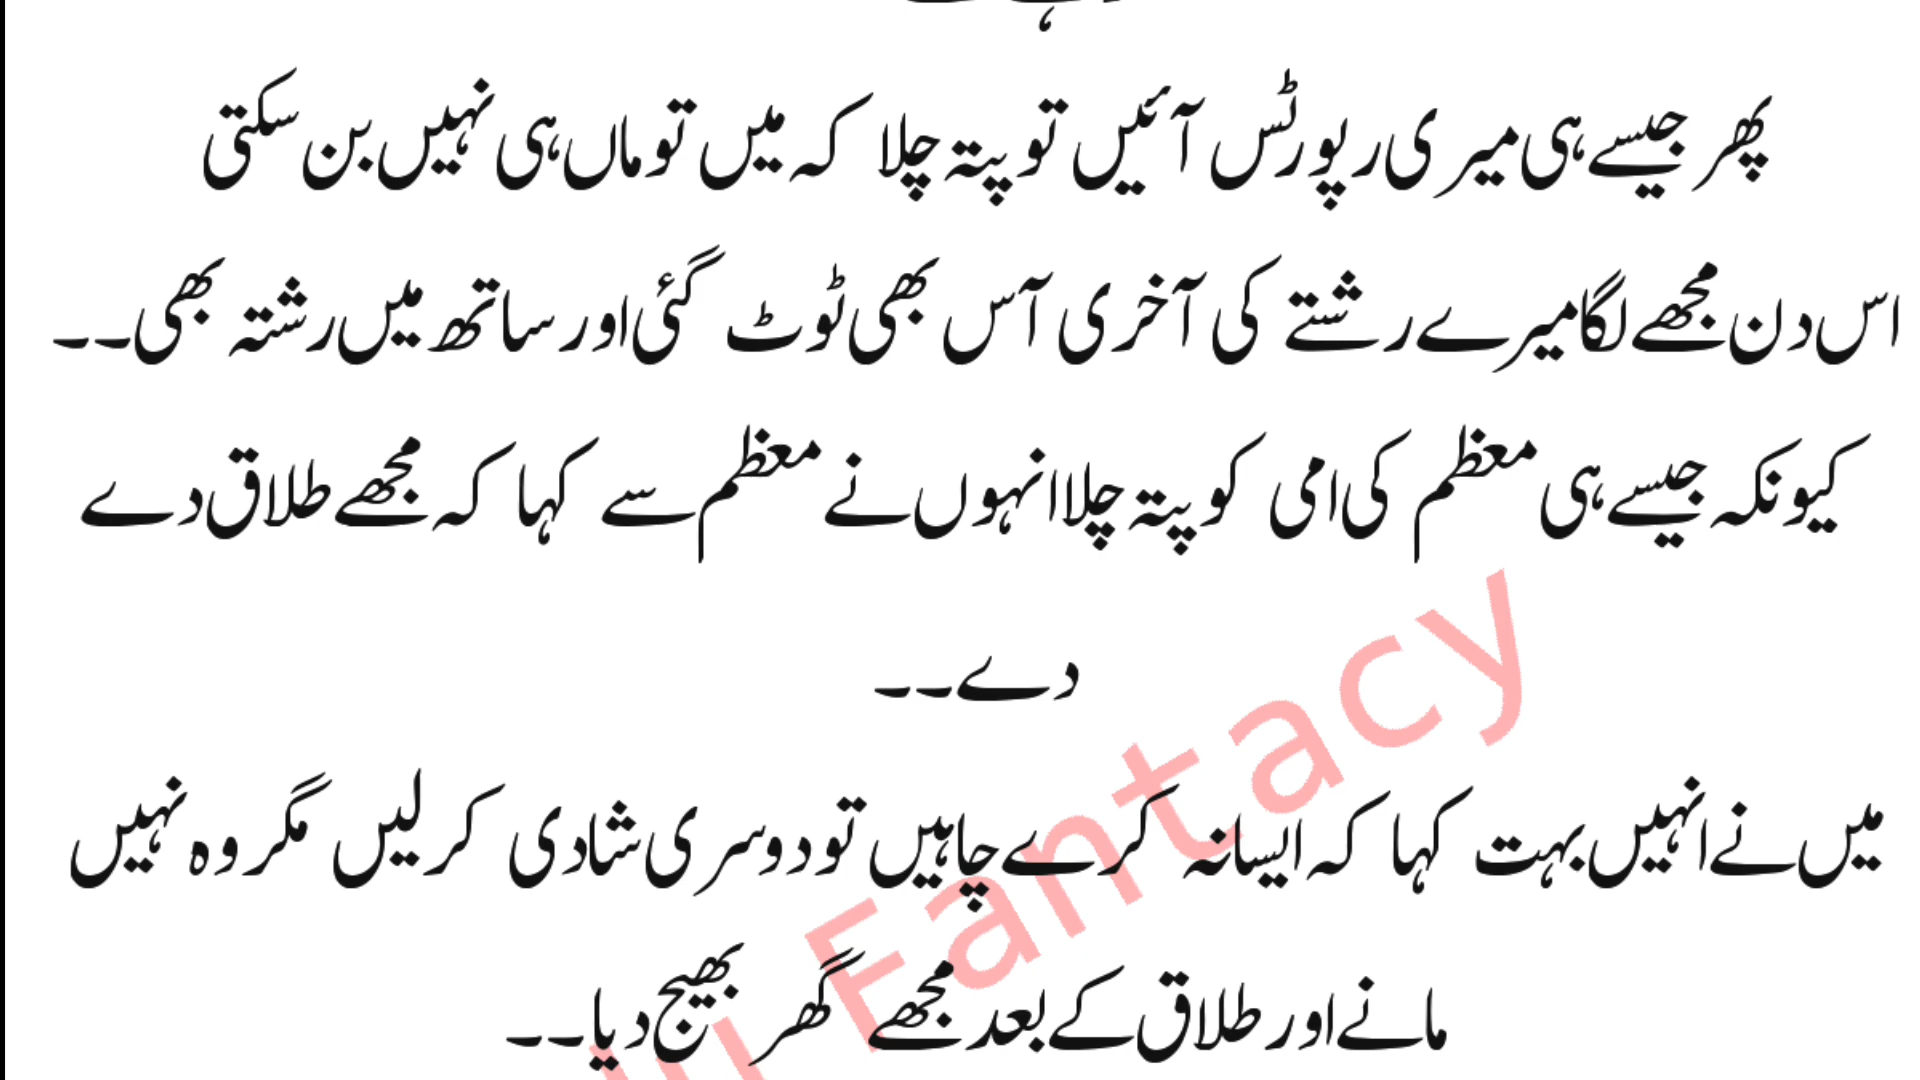 پھر جیسے ہی میری رپورٹس آئیں تو پتہ چلا کہ میں تو ماں ہی نہیں بن سکتی
اس دن مجھے لگا میرے رشتے کی آخری آس بھی ٹوٹ گئی اور ساتھ میں رشتہ بھی۔۔
کیونکہ جیسے ہی معظم کی امی کو پتہ چلا انہوں نے معظم سے کہا کہ مجھے طلاق دے
دے۔۔
میں نے انہیں بہت کہا کہ ایسا نہ کرے چاہیں تو دوسری شادی کر لیں مگر وہ نہیں
مانے اور طلاق کے بعد مجھے گھر بھیج دیا۔۔
Fantacy